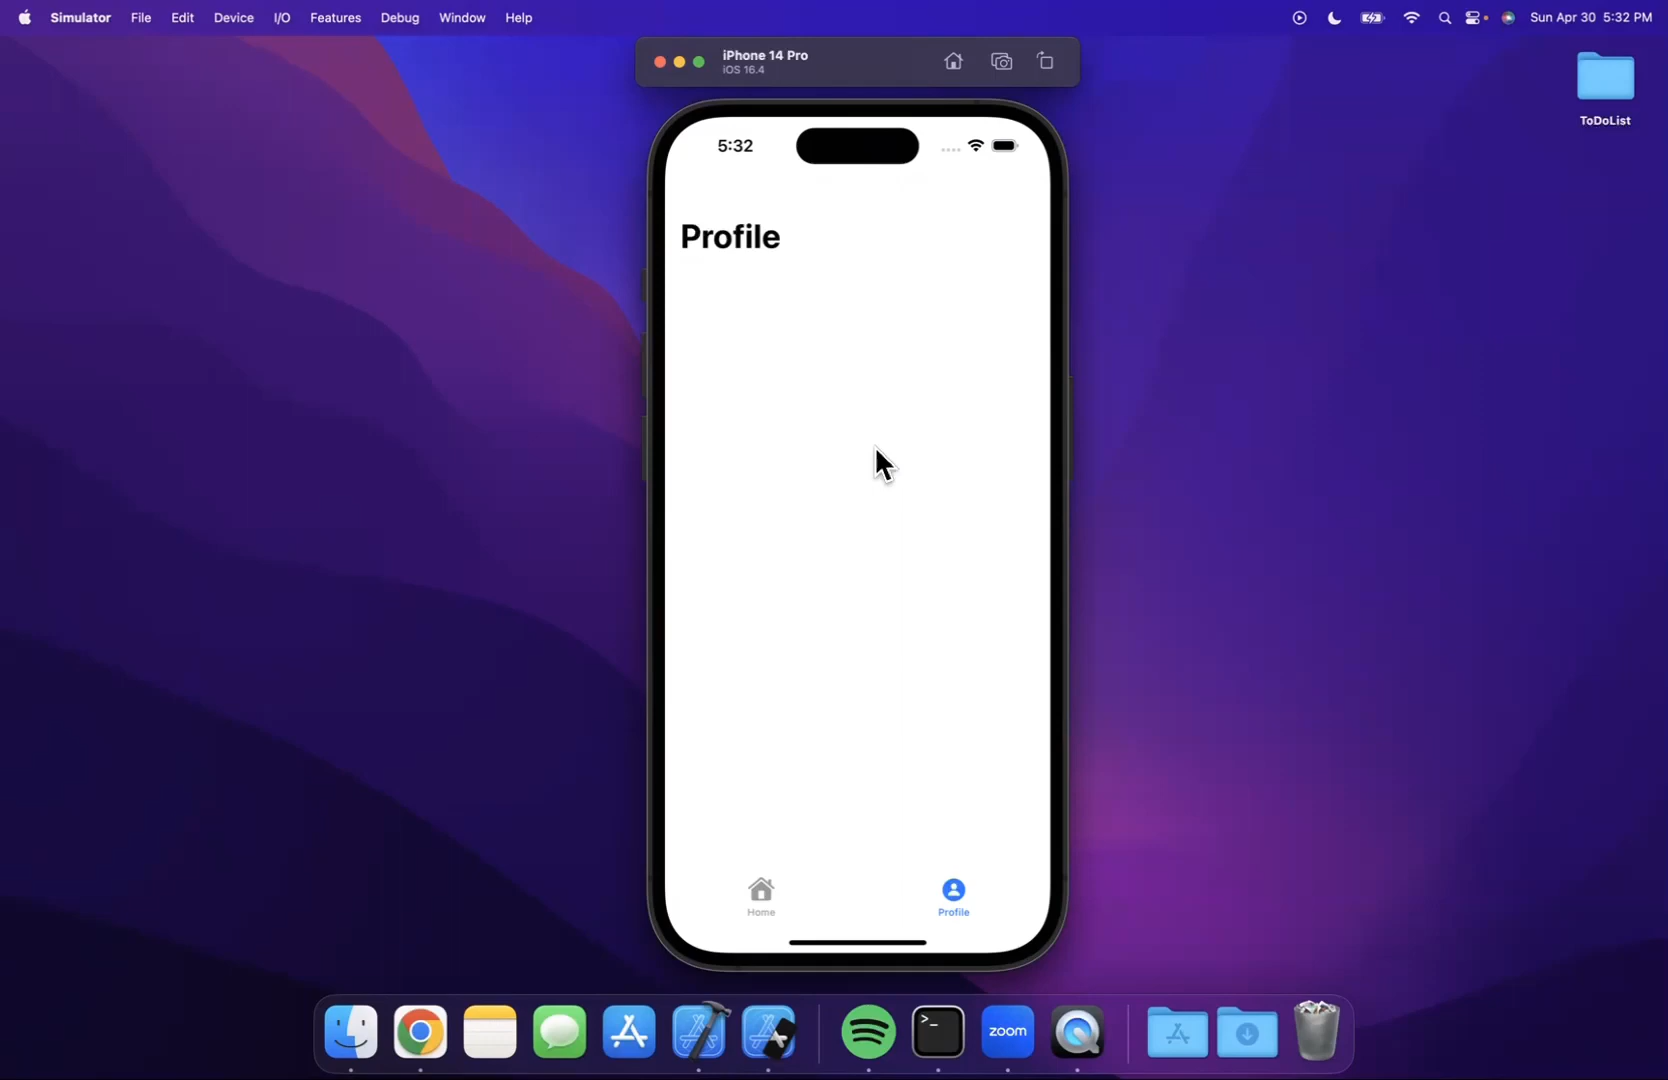 Simulator File Edit Device I/O Features Debug Window Help Sun Apr 30 5:32 PM
iPhone 14 Pro
iOS 16.4
ToDoList
5:32
Profile
Home Profile
>_
zoom